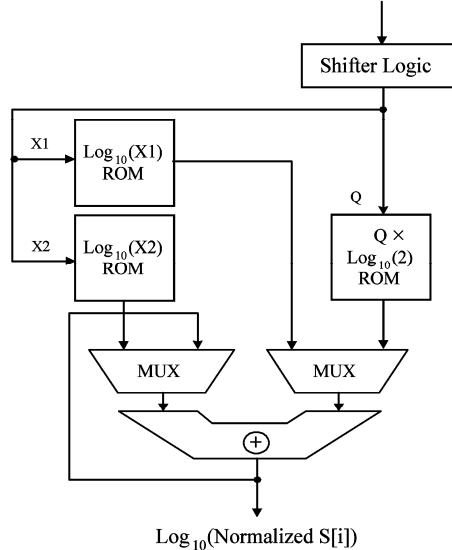 Shifter Logic
X1
Log₁₀(X1)
ROM
Q
X2
Log₁₀(X2)
ROM
Q ×
Log₁₀(2)
ROM
MUX
MUX
+
Log₁₀(Normalized S[i])